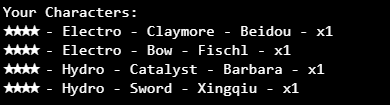 Your Characters:
★★★★ - Electro - Claymore - Beidou - x1
★★★★ - Electro - Bow - Fischl - x1
★★★★ - Hydro - Catalyst - Barbara - x1
★★★★ - Hydro - Sword - Xingqiu - x1